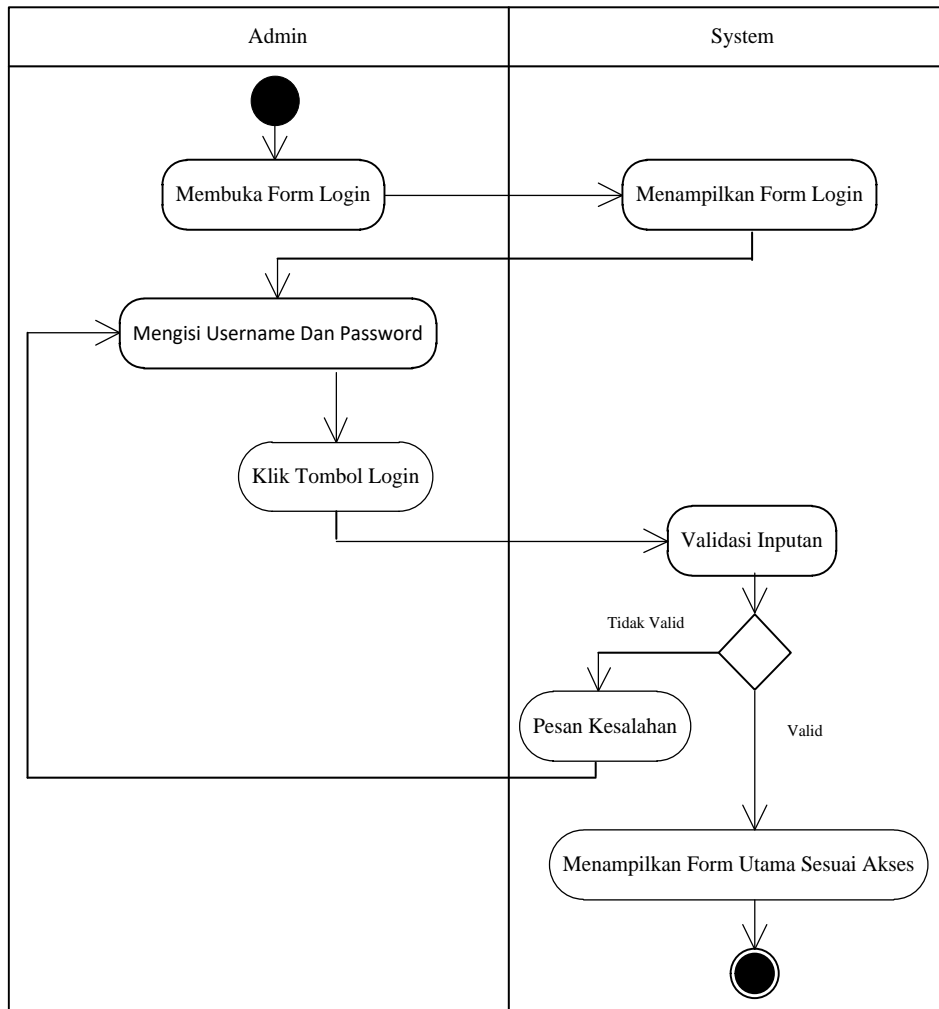 Admin
System
Membuka Form Login
Menampilkan Form Login
Mengisi Username Dan Password
Klik Tombol Login
Validasi Inputan
Tidak Valid
Pesan Kesalahan
Valid
Menampilkan Form Utama Sesuai Akses